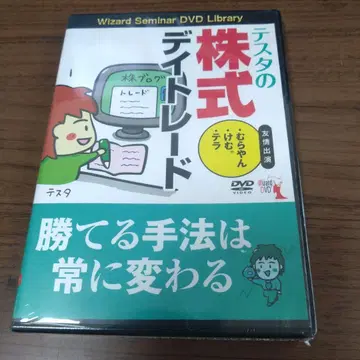 Wizard Seminar DVD Library
テスタの
株式
デイトレード
株ブログ
トレード
友情出演
・むらやん
・けむ。
・テラ
DVD
VIDEO
テスタ
勝てる手法は
常に変わる